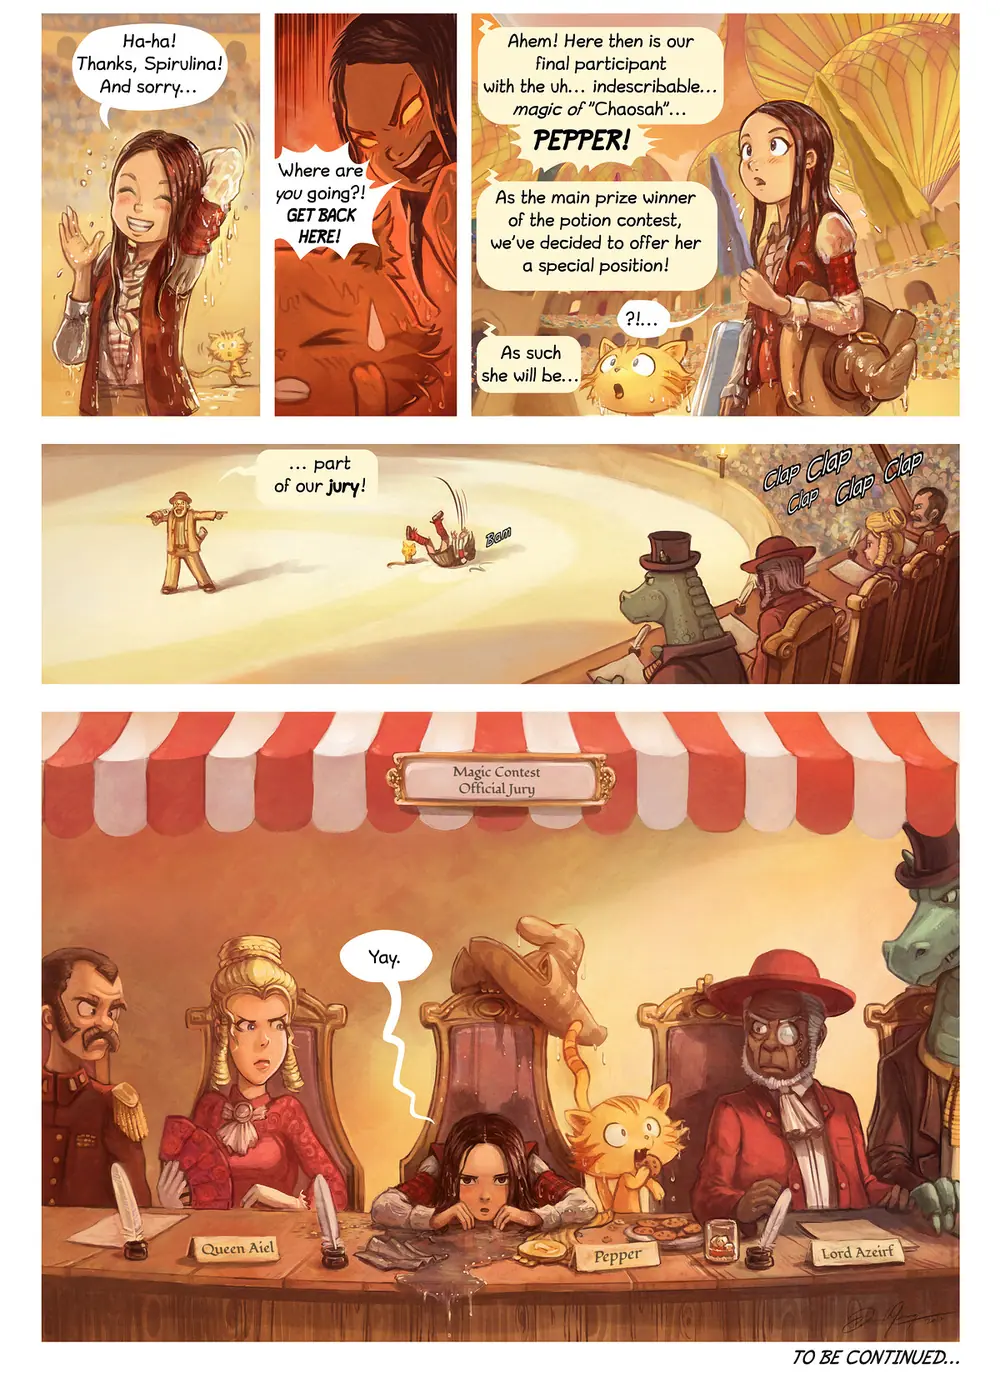 Ha-ha!
Thanks, Spirulina!
And sorry...
Where are
you going?!
GET BACK
HERE!
Ahem! Here then is our
final participant
with the uh... indescribable...
magic of "Chaosah"...
PEPPER!
As the main prize winner
of the potion contest,
we've decided to offer her
a special position!
?!...
As such
she will be...
... part
of our jury!
Bam
Clap Clap
Clap Clap Clap
Magic Contest
Official Jury
Yay.
Queen Aiel
Pepper
Lord Azeirf
TO BE CONTINUED...